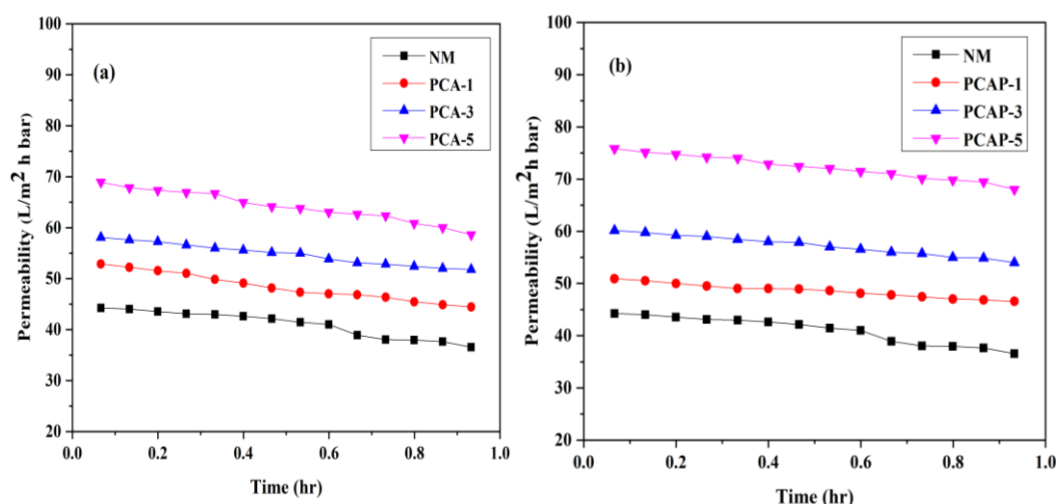 (a)
NM
PCA-1
PCA-3
PCA-5
Permeability (L/m² h bar)
100
90
80
70
60
50
40
30
20
0.0 0.2 0.4 0.6 0.8 1.0
Time (hr)
(b)
NM
PCAP-1
PCAP-3
PCAP-5
Permeability (L/m²h bar)
100
90
80
70
60
50
40
30
20
0.0 0.2 0.4 0.6 0.8 1.0
Time (hr)